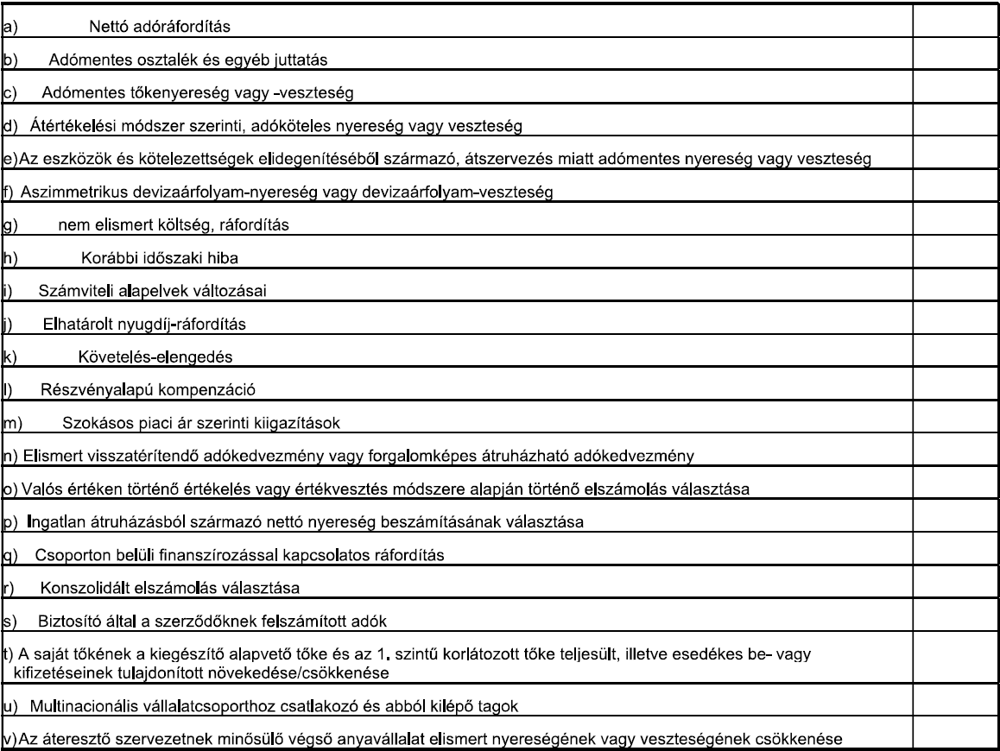 a) Nettó adóráfordítás
b) Adómentes osztalék és egyéb juttatás
c) Adómentes tőkenyereség vagy -veszteség
d) Átértékelési módszer szerinti, adóköteles nyereség vagy veszteség
e)Az eszközök és kötelezettségek elidegenítéséből származó, átszervezés miatt adómentes nyereség vagy veszteség
f) Aszimmetrikus devizaárfolyam-nyereség vagy devizaárfolyam-veszteség
g) nem elismert költség, ráfordítás
h) Korábbi időszaki hiba
i) Számviteli alapelvek változásai
j) Elhatárolt nyugdíj-ráfordítás
k) Követelés-elengedés
l) Részvényalapú kompenzáció
m) Szokásos piaci ár szerinti kiigazítások
n) Elismert visszatérítendő adókedvezmény vagy forgalomképes átruházható adókedvezmény
o) Valós értéken történő értékelés vagy értékvesztés módszere alapján történő elszámolás választása
p) Ingatlan átruházásból származó nettó nyereség beszámításának választása
q) Csoporton belüli finanszírozással kapcsolatos ráfordítás
r) Konszolidált elszámolás választása
s) Biztosító által a szerződőknek felszámított adók
t) A saját tőkének a kiegészítő alapvető tőke és az 1. szintű korlátozott tőke teljesült, illetve esedékes be- vagy
kifizetéseinek tulajdonított növekedése/csökkenése
u) Multinacionális vállalatcsoporthoz csatlakozó és abból kilépő tagok
v)Az áteresztő szervezetnek minősülő végső anyavállalat elismert nyereségének vagy veszteségének csökkenése